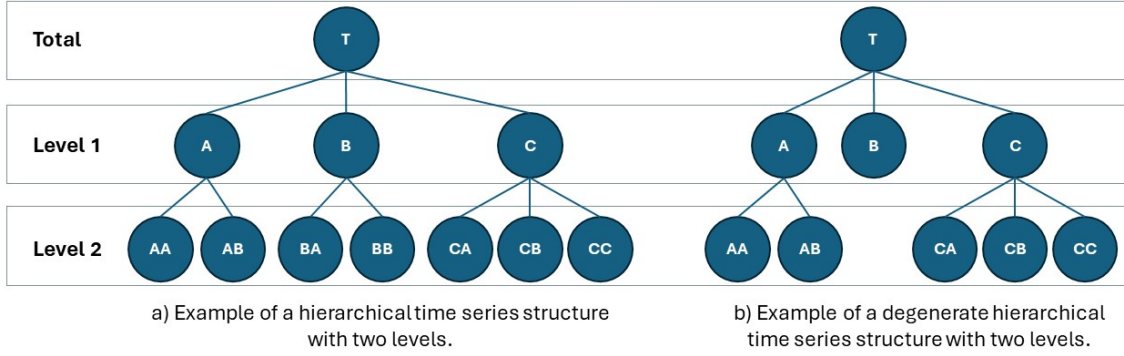 Total
T
T
Level 1
A
B
C
A
B
C
Level 2
AA
AB
BA
BB
CA
CB
CC
AA
AB
CA
CB
CC
a) Example of a hierarchical time series structure
with two levels.
b) Example of a degenerate hierarchical
time series structure with two levels.